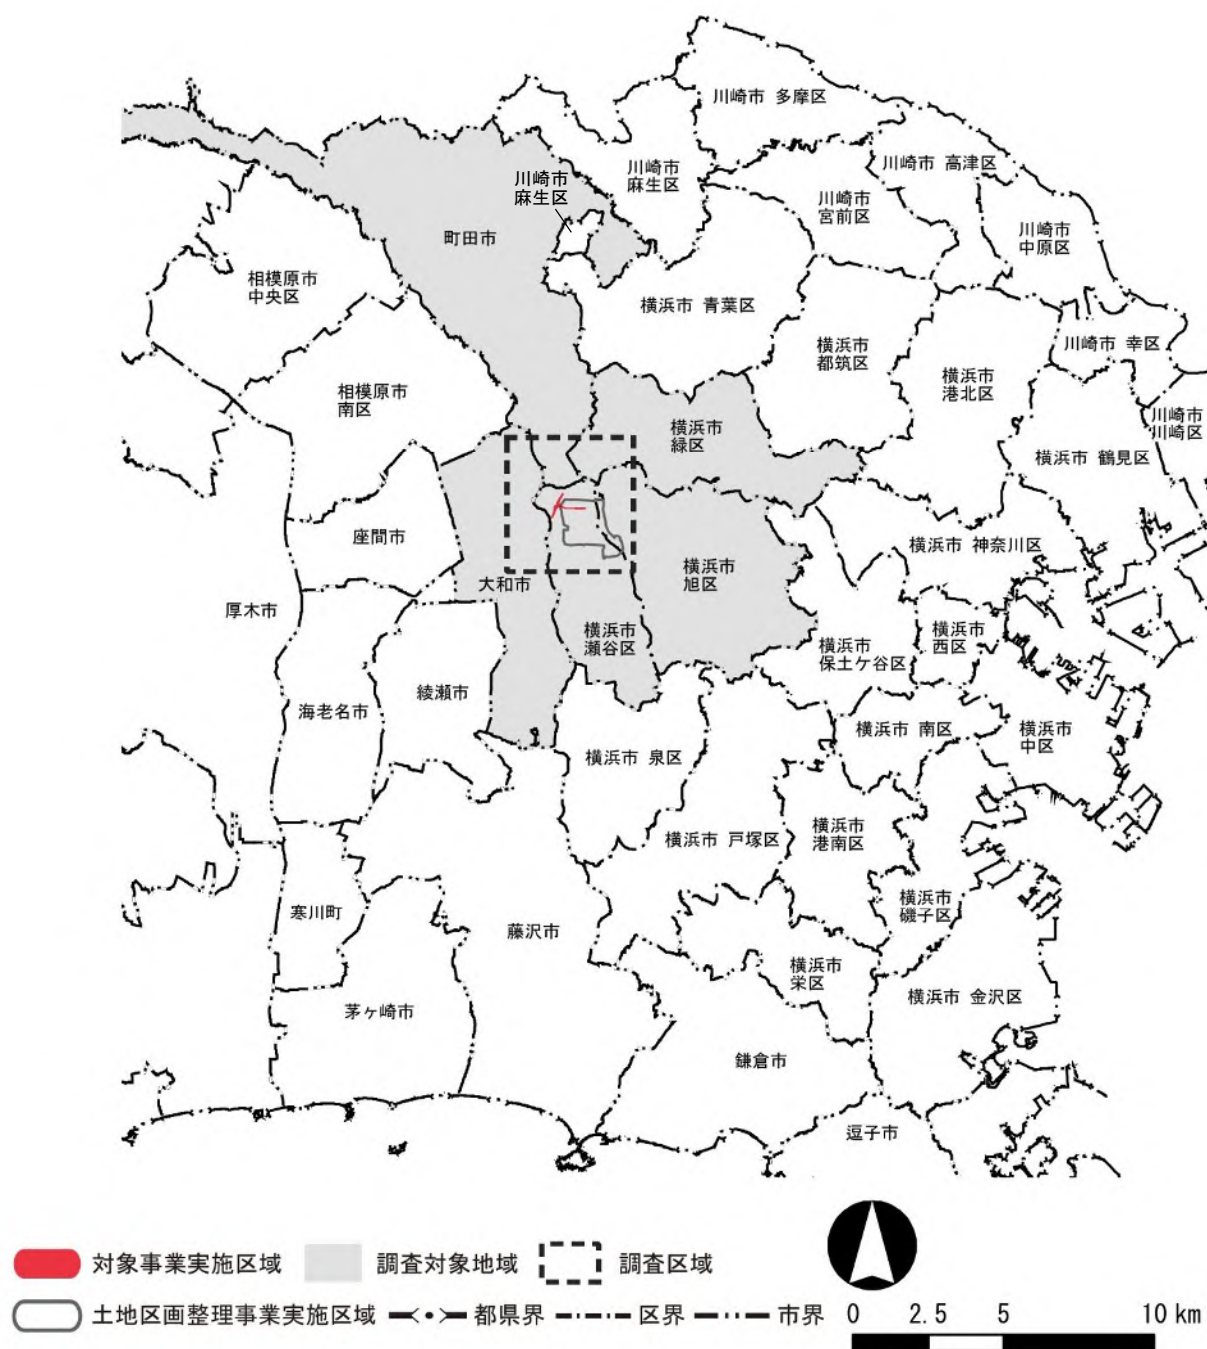 川崎市 多摩区
川崎市 高津区
川崎市
麻生区
川崎市
麻生区
川崎市
宮前区
川崎市
中原区
町田市
相模原市
中央区
横浜市 青葉区
川崎市 幸区
横浜市
都筑区
横浜市
港北区
相模原市
南区
川崎市
川崎区
横浜市
緑区
横浜市 鶴見区
座間市
横浜市 神奈川区
大和市
横浜市
旭区
厚木市
横浜市
瀬谷区
横浜市
保土ケ谷区
横浜市
西区
綾瀬市
海老名市
横浜市 泉区
横浜市 南区
横浜市
中区
横浜市 戸塚区
横浜市
港南区
横浜市
磯子区
寒川町
藤沢市
横浜市
栄区
横浜市 金沢区
茅ヶ崎市
鎌倉市
逗子市
対象事業実施区域 調査対象地域 調査区域
土地区画整理事業実施区域 都県界 区界 市界
0 2.5 5 10 km